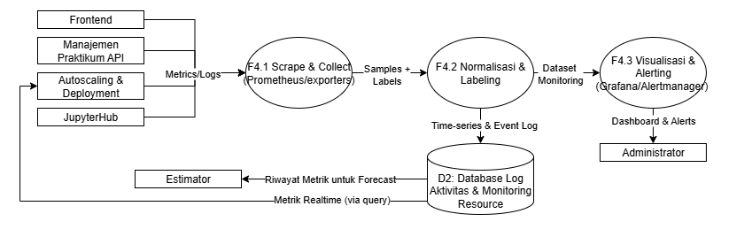 Frontend
Manajemen
Praktikum API
Autoscaling &
Deployment
JupyterHub
Metrics/Logs
F4.1 Scrape & Collect
(Prometheus/exporters)
Samples +
Labels
F4.2 Normalisasi &
Labeling
Dataset
Monitoring
F4.3 Visualisasi &
Alerting
(Grafana/Alertmanager)
Time-series & Event Log
Dashboard & Alerts
Administrator
D2: Database Log
Aktivitas & Monitoring
Resource
Estimator
Riwayat Metrik untuk Forecast
Metrik Realtime (via query)